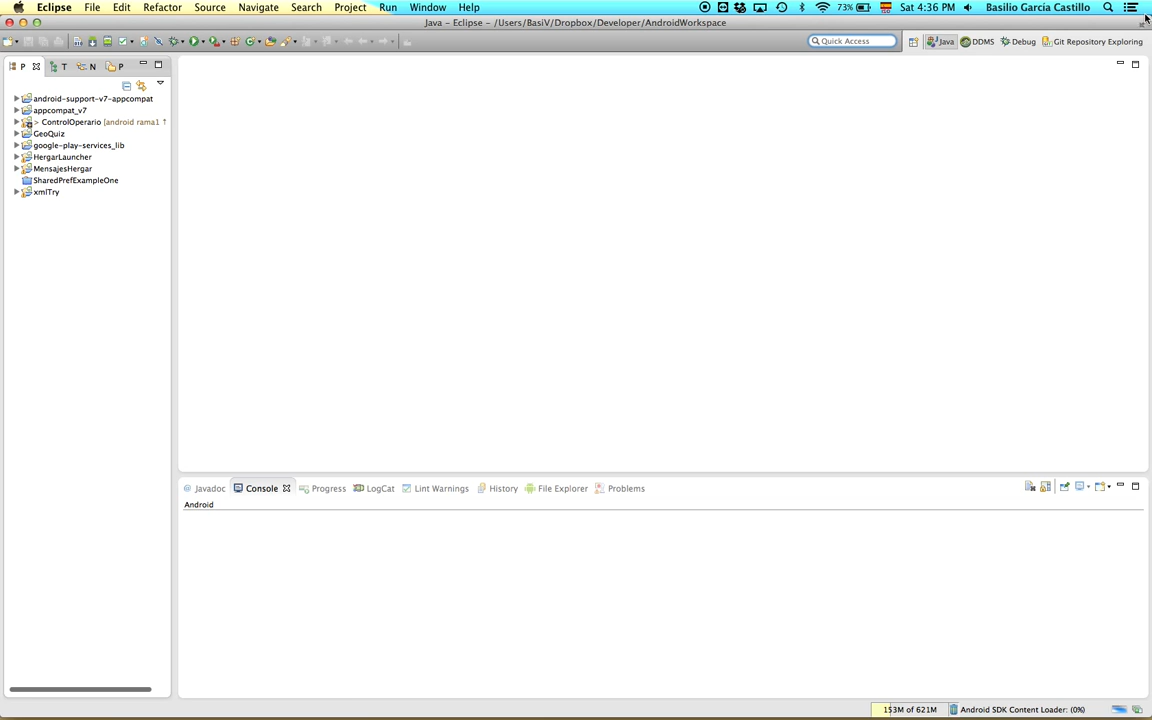 Eclipse File Edit Refactor Source Navigate Search Project Run Window Help 73% Sat 4:36 PM Basilio García Castillo
Java - Eclipse - /Users/BasiV/Dropbox/Developer/AndroidWorkspace
Quick Access Java DDMS Debug Git Repository Exploring
P T N P
android-support-v7-appcompat
appcompat_v7
> ControlOperario [android rama1 ↑
GeoQuiz
google-play-services_lib
HergarLauncher
MensajesHergar
SharedPrefExampleOne
xmlTry
@ Javadoc Console Progress LogCat Lint Warnings History File Explorer Problems
Android
153M of 621M Android SDK Content Loader: (0%)